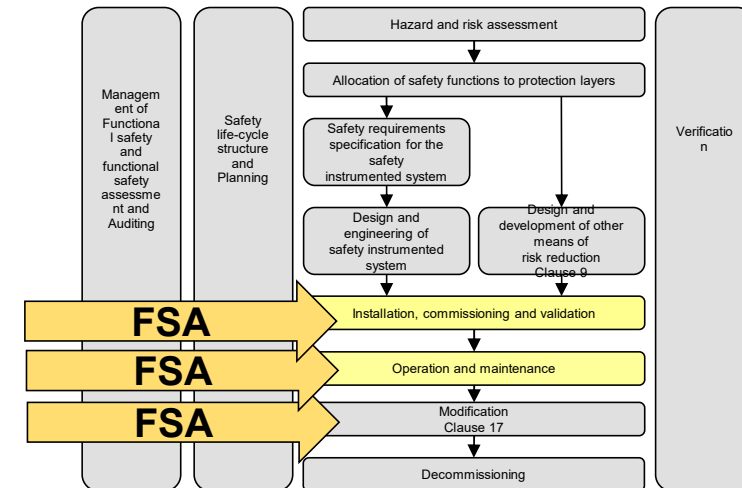 Managem
ent of
Functiona
l safety
and
functional
safety
assessme
nt and
Auditing
Safety
life-cycle
structure
and
Planning
Hazard and risk assessment
Allocation of safety functions to protection layers
Safety requirements
specification for the
safety
instrumented system
Design and
engineering of
safety instrumented
system
Design and
development of other
means of
risk reduction
Clause 9
Verificatio
n
FSA
Installation, commissioning and validation
FSA
Operation and maintenance
FSA
Modification
Clause 17
Decommissioning